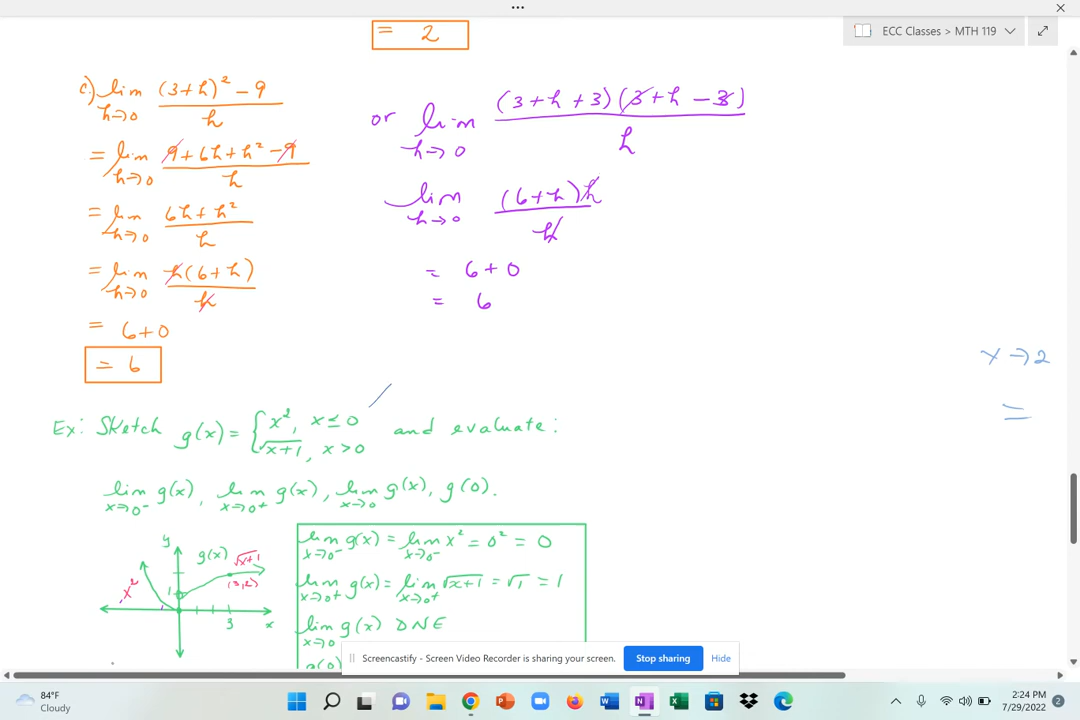 ECC Classes > MTH 119
= 2
c.) lim h→0 (3+h)² - 9 / h
= lim h→0 9 + 6h + h² - 9 / h
= lim h→0 6h + h² / h
= lim h→0 h(6+h) / h
= 6+0
= 6
or lim h→0 (3+h+3)(3+h-3) / h
lim h→0 (6+h)h / h
= 6+0
= 6
x→2
=
Ex: Sketch g(x) = { x², x ≤ 0 and evaluate:
√x+1, x > 0
lim x→0⁻ g(x), lim x→0⁺ g(x), lim x→0 g(x), g(0).
y
g(x) √x+1
(3,2)
x²
1
3
x
lim x→0⁻ g(x) = lim x→0⁻ x² = 0² = 0
lim x→0⁺ g(x) = lim x→0⁺ √x+1 = √1 = 1
lim x→0 g(x) DNE
g(0)
Screencastify - Screen Video Recorder is sharing your screen.
Stop sharing
Hide
84°F
Cloudy
2:24 PM
7/29/2022
2